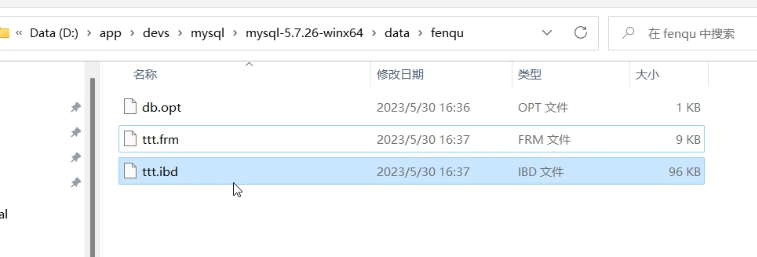 « Data (D:) › app › devs › mysql › mysql-5.7.26-winx64 › data › fenqu
在 fenqu 中搜索
名称 修改日期 类型 大小
db.opt 2023/5/30 16:36 OPT 文件 1 KB
ttt.frm 2023/5/30 16:37 FRM 文件 9 KB
ttt.ibd 2023/5/30 16:37 IBD 文件 96 KB
al